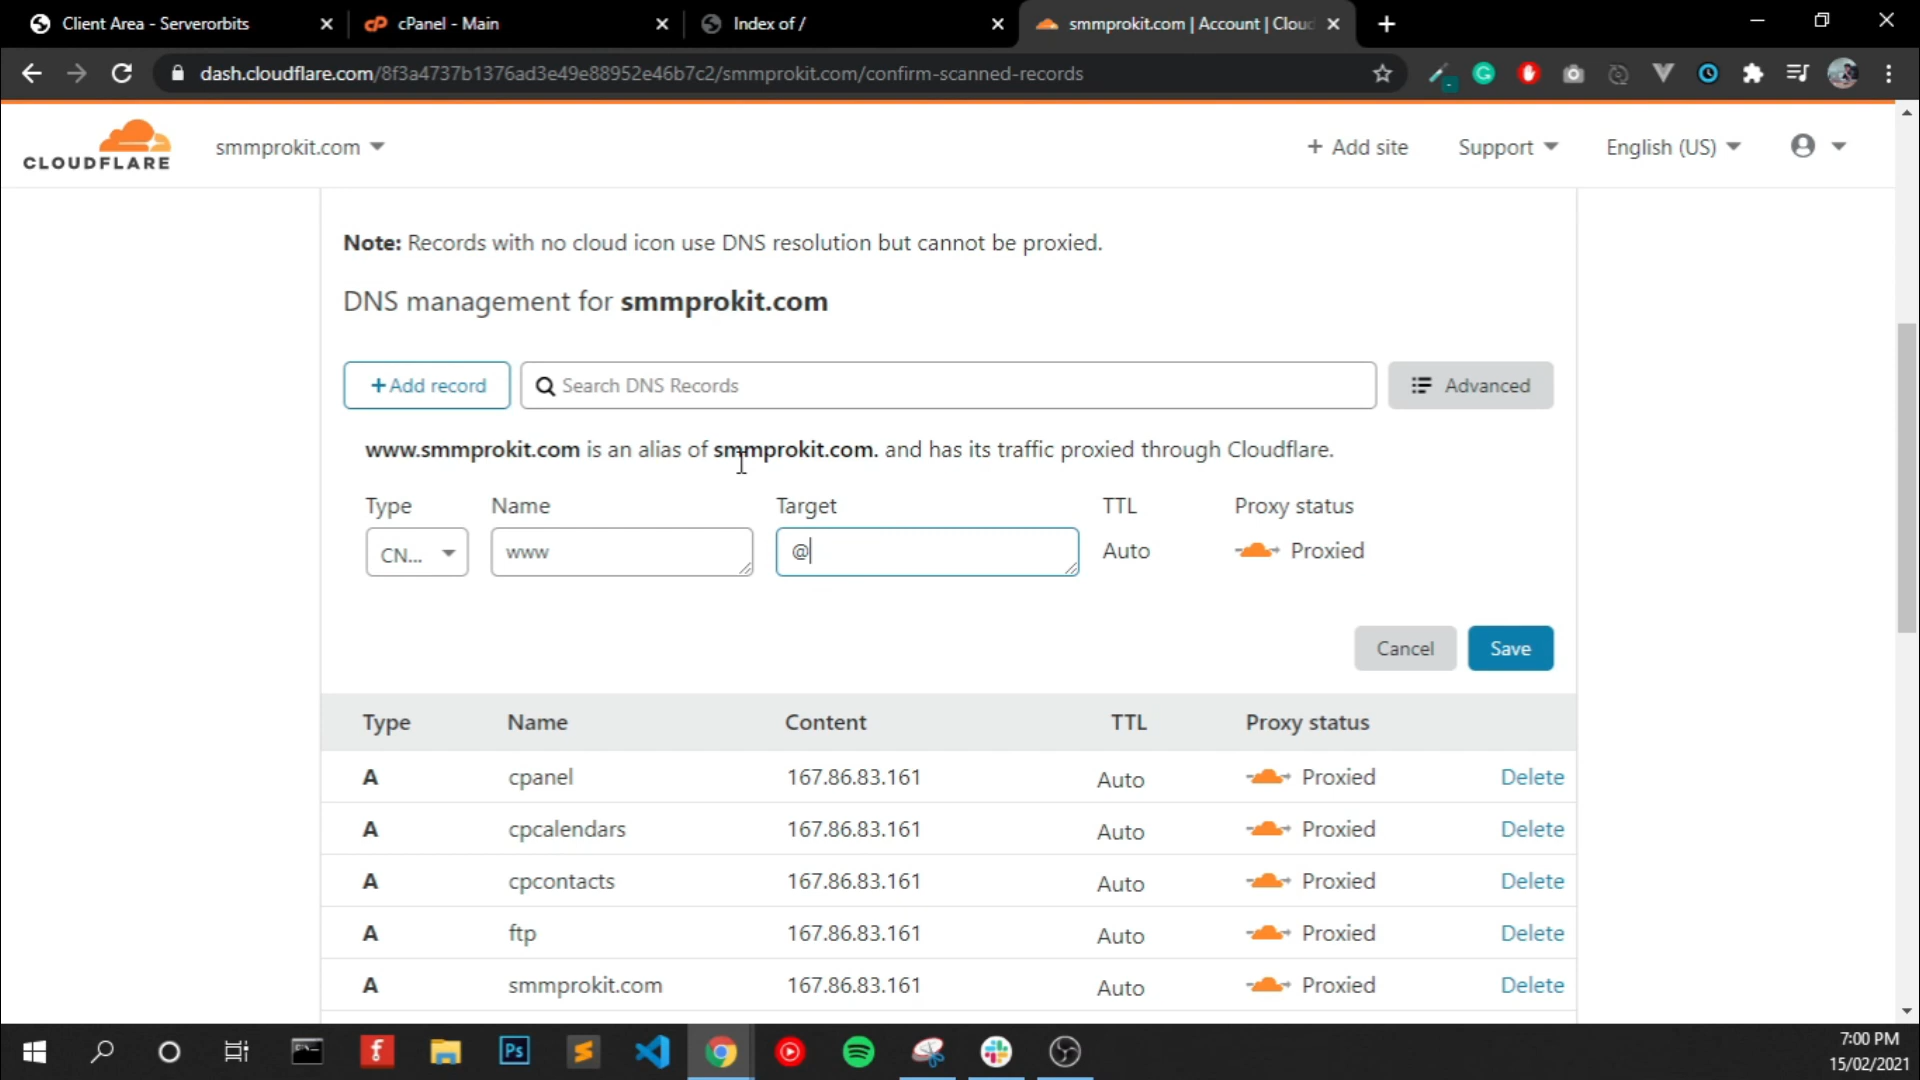 Client Area - Serverorbits
cPanel - Main
Index of /
smmprokit.com | Account | Cloud
dash.cloudflare.com/8f3a4737b1376ad3e49e88952e46b7c2/smmprokit.com/confirm-scanned-records
CLOUDFLARE
smmprokit.com
+ Add site
Support
English (US)
Note: Records with no cloud icon use DNS resolution but cannot be proxied.
DNS management for smmprokit.com
+Add record
Search DNS Records
Advanced
www.smmprokit.com is an alias of smmprokit.com. and has its traffic proxied through Cloudflare.
Type Name Target TTL Proxy status
CN... www @ Auto Proxied
Cancel
Save
Type Name Content TTL Proxy status
A cpanel 167.86.83.161 Auto Proxied Delete
A cpcalendars 167.86.83.161 Auto Proxied Delete
A cpcontacts 167.86.83.161 Auto Proxied Delete
A ftp 167.86.83.161 Auto Proxied Delete
A smmprokit.com 167.86.83.161 Auto Proxied Delete
Ps
7:00 PM
15/02/2021